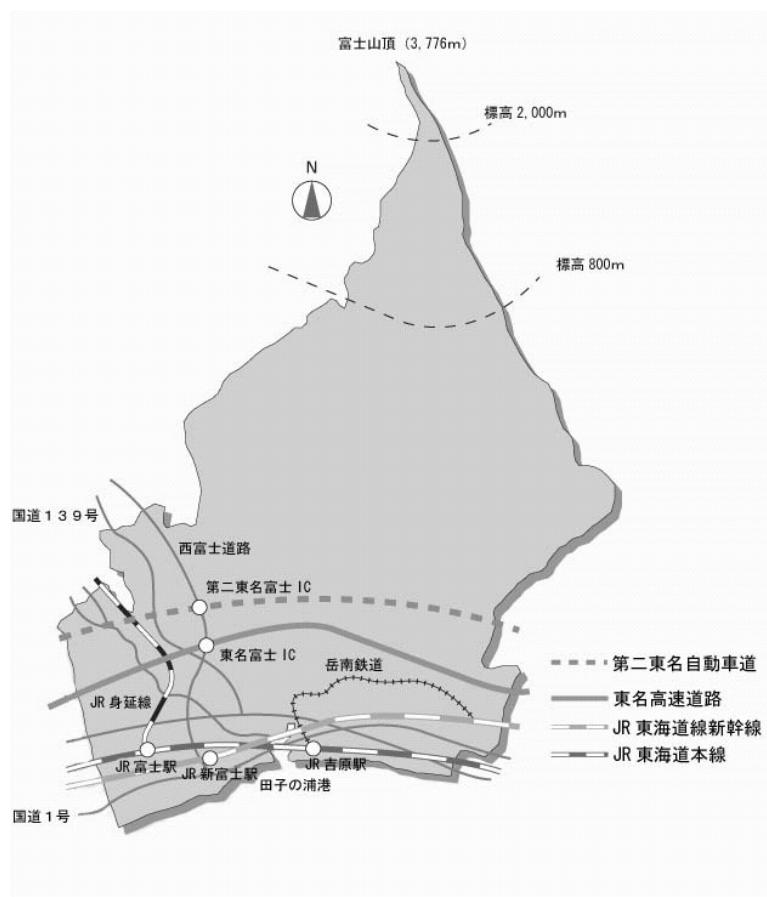 富士山頂（3,776ｍ）
標高 2,000ｍ
N
標高 800ｍ
国道１３９号
西富士道路
第二東名富士 IC
東名富士 IC
岳南鉄道
第二東名自動車道
JR 身延線
東名高速道路
JR 東海道線新幹線
JR 東海道本線
JR 富士駅
JR 新富士駅
JR 吉原駅
田子の浦港
国道１号